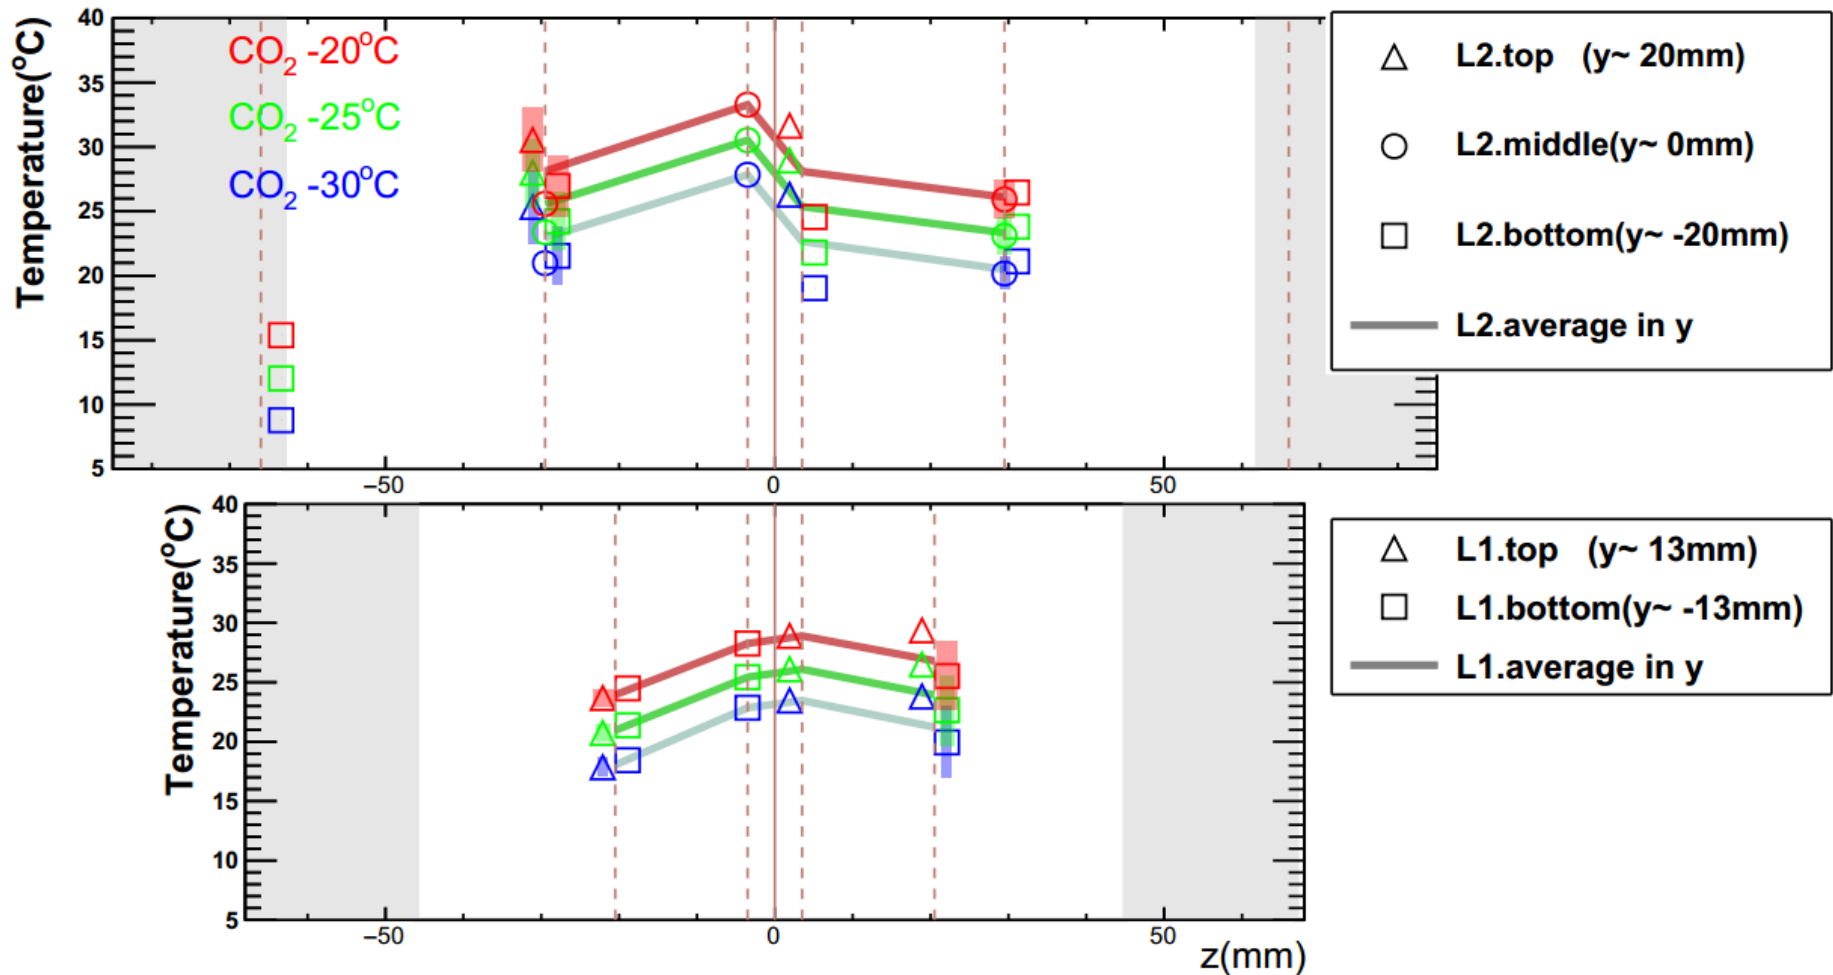 Temperature(°C)
40
35
30
25
20
15
10
5
CO₂ -20°C
CO₂ -25°C
CO₂ -30°C
−50
0
50
L2.top (y~ 20mm)
L2.middle(y~ 0mm)
L2.bottom(y~ -20mm)
L2.average in y
Temperature(°C)
40
35
30
25
20
15
10
5
−50
0
50
z(mm)
L1.top (y~ 13mm)
L1.bottom(y~ -13mm)
L1.average in y